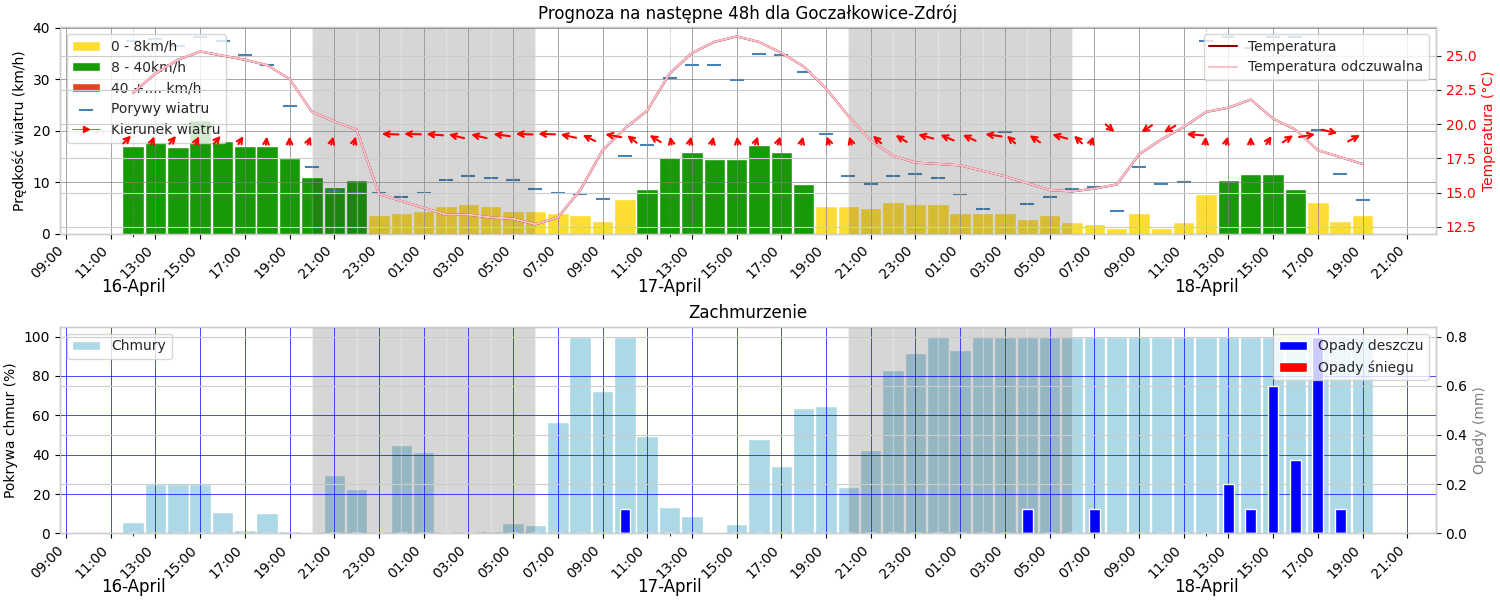 Prognoza na następne 48h dla Goczałkowice-Zdrój
Prędkość wiatru (km/h)
40
30
20
10
0
0 - 8km/h
8 - 40km/h
40 +.... km/h
Porywy wiatru
Kierunek wiatru
Temperatura
Temperatura odczuwalna
25.0
22.5
20.0
17.5
15.0
12.5
Temperatura (°C)
09:00 11:00 13:00 15:00 17:00 19:00 21:00 23:00 01:00 03:00 05:00 07:00 09:00 11:00 13:00 15:00 17:00 19:00 21:00 23:00 01:00 03:00 05:00 07:00 09:00 11:00 13:00 15:00 17:00 19:00 21:00
16-April 17-April 18-April
Zachmurzenie
Pokrywa chmur (%)
100
80
60
40
20
0
Chmury
Opady deszczu
Opady śniegu
0.8
0.6
0.4
0.2
0.0
Opady (mm)
09:00 11:00 13:00 15:00 17:00 19:00 21:00 23:00 01:00 03:00 05:00 07:00 09:00 11:00 13:00 15:00 17:00 19:00 21:00 23:00 01:00 03:00 05:00 07:00 09:00 11:00 13:00 15:00 17:00 19:00 21:00
16-April 17-April 18-April